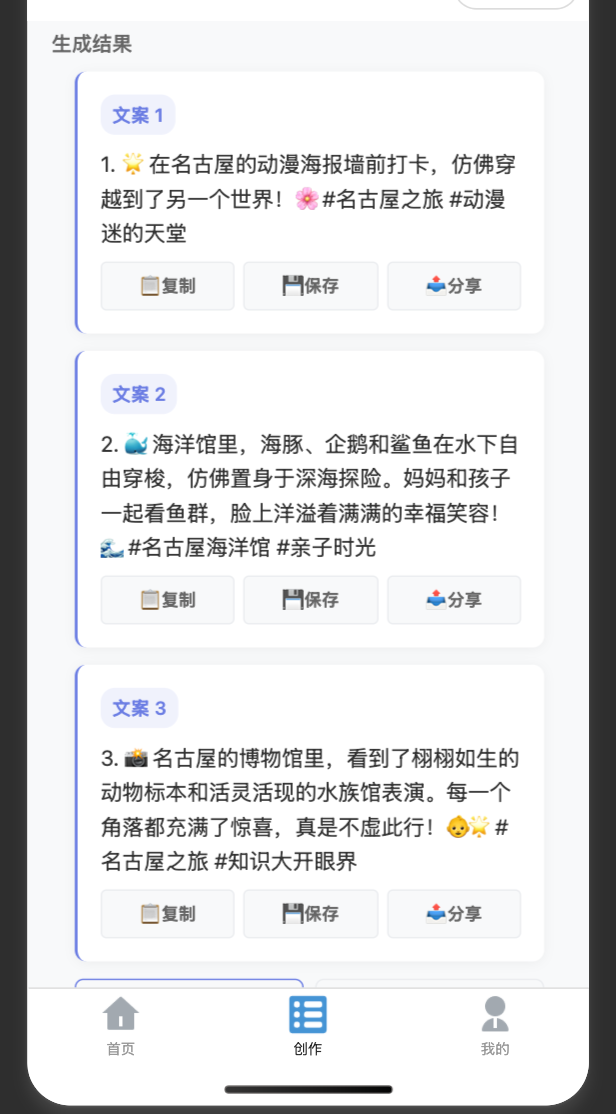 生成结果
文案 1
1. 🌟 在名古屋的动漫海报墙前打卡，仿佛穿
越到了另一个世界！🌸 #名古屋之旅 #动漫
迷的天堂
📋复制 💾保存 📤分享
文案 2
2. 🐳 海洋馆里，海豚、企鹅和鲨鱼在水下自
由穿梭，仿佛置身于深海探险。妈妈和孩子
一起看鱼群，脸上洋溢着满满的幸福笑容！
🌊 #名古屋海洋馆 #亲子时光
📋复制 💾保存 📤分享
文案 3
3. 📸 名古屋的博物馆里，看到了栩栩如生的
动物标本和活灵活现的水族馆表演。每一个
角落都充满了惊喜，真是不虚此行！👶🌟 #
名古屋之旅 #知识大开眼界
📋复制 💾保存 📤分享
首页 创作 我的